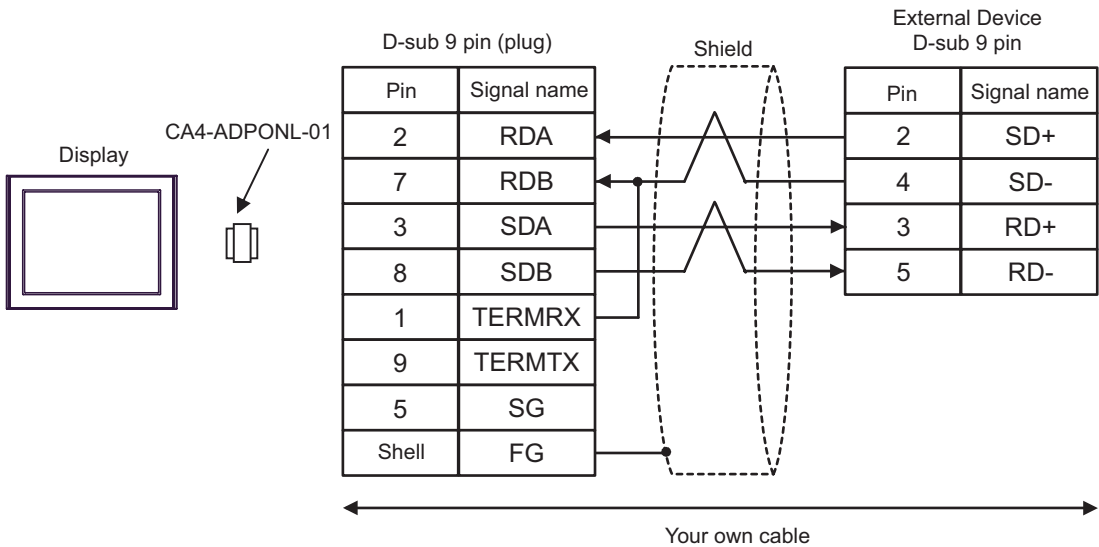 External Device
D-sub 9 pin (plug) Shield D-sub 9 pin
Pin Signal name Pin Signal name
CA4-ADPONL-01
Display
2 RDA 2 SD+
7 RDB 4 SD-
3 SDA 3 RD+
8 SDB 5 RD-
1 TERMRX
9 TERMTX
5 SG
Shell FG
Your own cable